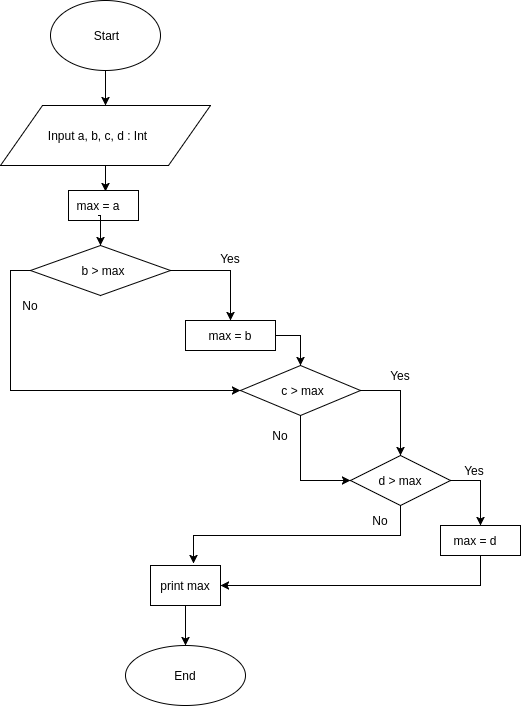 Start
Input a, b, c, d : Int
max = a
b > max
Yes
No
max = b
c > max
Yes
No
d > max
Yes
No
max = d
print max
End